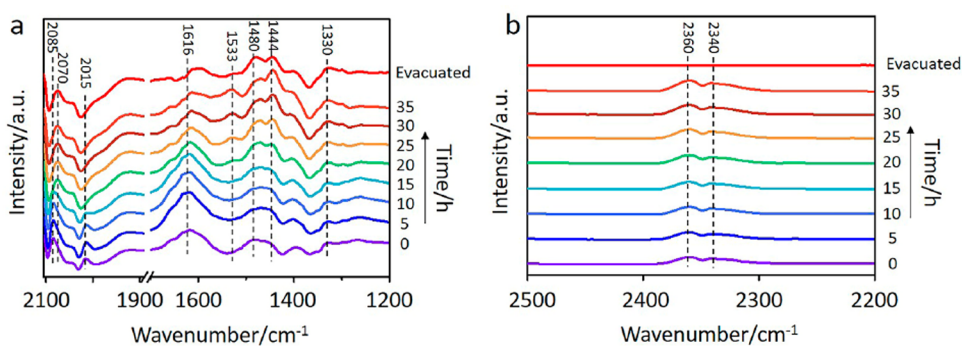 a
2085
2070
2015
1616
1533
1480
1444
1330
Evacuated
35
30
25
20
15
10
5
0
Time/h
Intensity/a.u.
2100 1900 1600 1400 1200
Wavenumber/cm-1
b
2360
2340
Evacuated
35
30
25
20
15
10
5
0
Time/h
Intensity/a.u.
2500 2400 2300 2200
Wavenumber/cm-1